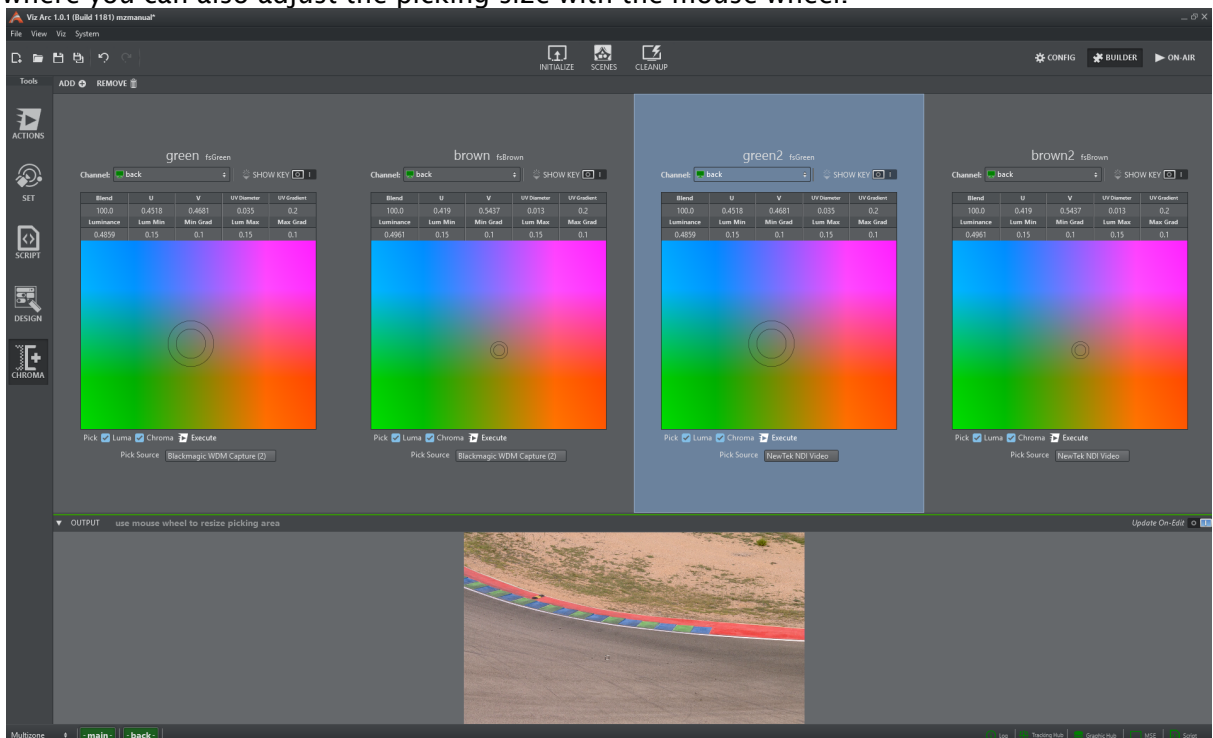 where you can also adjust the picking size with the mouse wheel.
Viz Arc 1.0.1 (Build 1181) mzmanual*
File View Viz System
INITIALIZE SCENES CLEANUP
CONFIG BUILDER ON-AIR
Tools ADD REMOVE
ACTIONS
SET
SCRIPT
DESIGN
CHROMA
green fsGreen
Channel: back SHOW KEY
Blend U V UV Diameter UV Gradient
100.0 0.4518 0.4681 0.035 0.2
Luminance Lum Min Min Grad Lum Max Max Grad
0.4859 0.15 0.1 0.15 0.1
Pick Luma Chroma Execute
Pick Source Blackmagic WDM Capture (2)
brown fsBrown
Channel: back SHOW KEY
Blend U V UV Diameter UV Gradient
100.0 0.419 0.5437 0.013 0.2
Luminance Lum Min Min Grad Lum Max Max Grad
0.4961 0.15 0.1 0.15 0.1
Pick Luma Chroma Execute
Pick Source Blackmagic WDM Capture (2)
green2 fsGreen
Channel: back SHOW KEY
Blend U V UV Diameter UV Gradient
100.0 0.4518 0.4681 0.035 0.2
Luminance Lum Min Min Grad Lum Max Max Grad
0.4859 0.15 0.1 0.15 0.1
Pick Luma Chroma Execute
Pick Source NewTek NDI Video
brown2 fsBrown
Channel: back SHOW KEY
Blend U V UV Diameter UV Gradient
100.0 0.419 0.5437 0.013 0.2
Luminance Lum Min Min Grad Lum Max Max Grad
0.4961 0.15 0.1 0.15 0.1
Pick Luma Chroma Execute
Pick Source NewTek NDI Video
OUTPUT use mouse wheel to resize picking area Update On-Edit
Multizone -main- -back- Log Tracking Hub Graphic Hub MSE Script